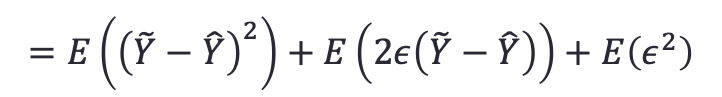 = E((Ỹ − Ŷ)²) + E(2ϵ(Ỹ − Ŷ)) + E(ϵ²)